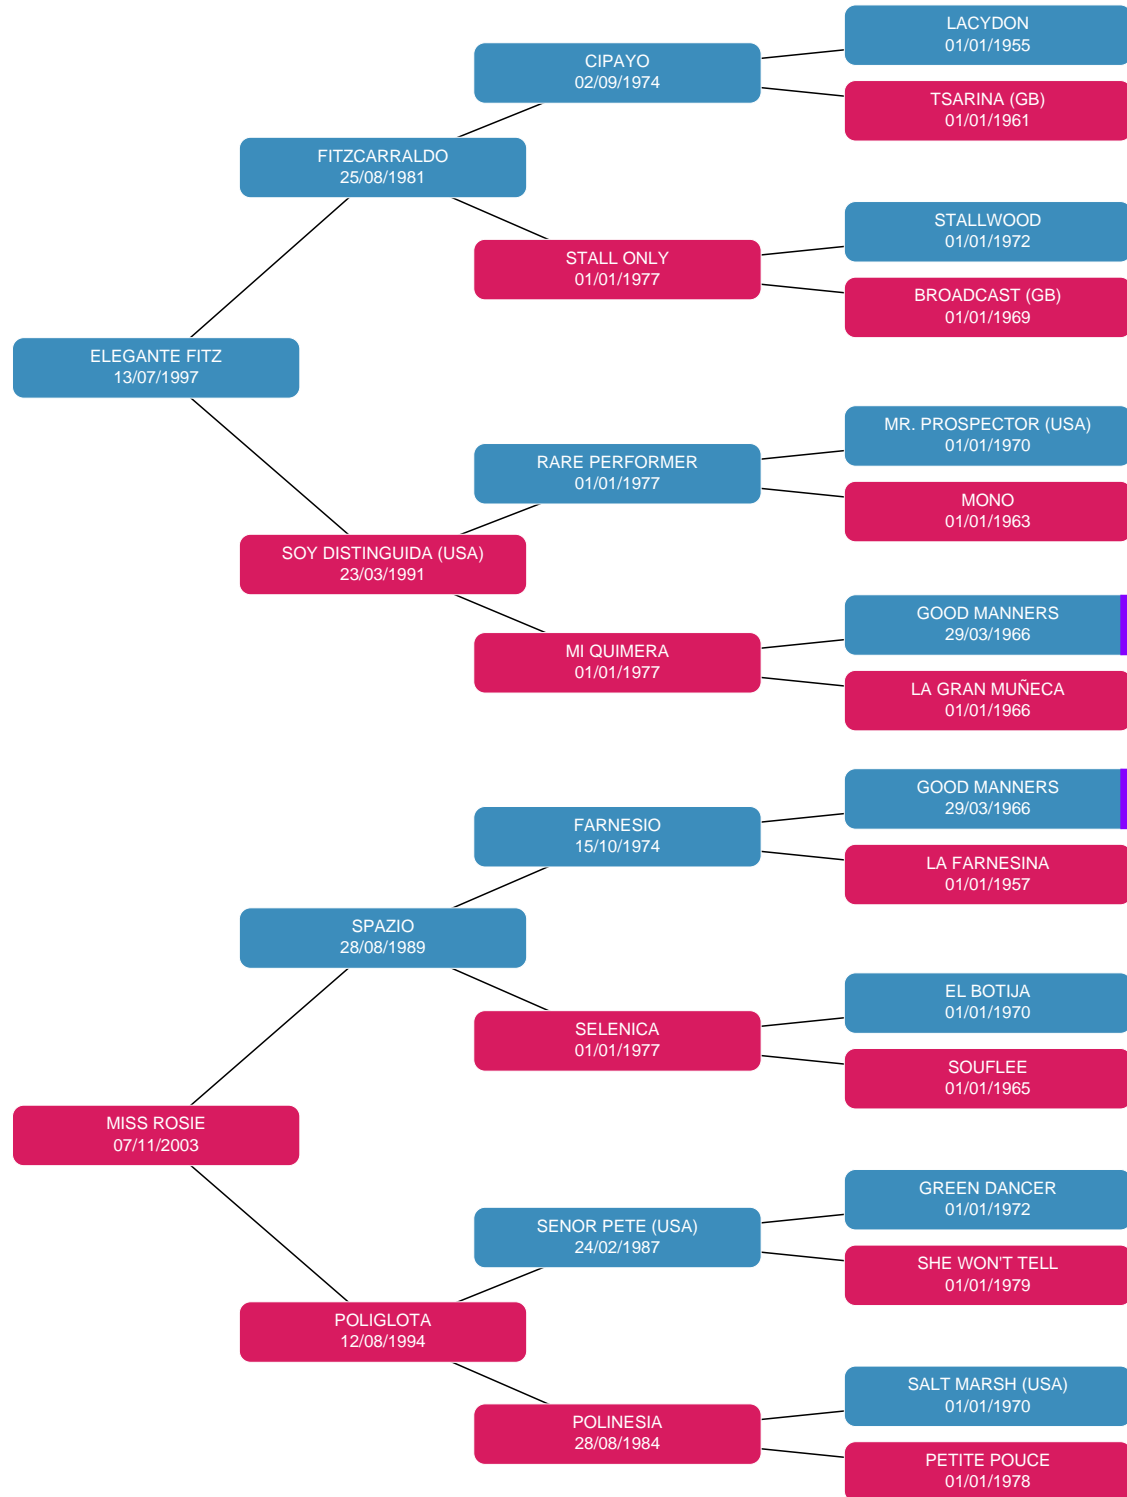 LACYDON
01/01/1955
CIPAYO
02/09/1974
TSARINA (GB)
01/01/1961
FITZCARRALDO
25/08/1981
STALLWOOD
01/01/1972
STALL ONLY
01/01/1977
BROADCAST (GB)
01/01/1969
ELEGANTE FITZ
13/07/1997
MR. PROSPECTOR (USA)
01/01/1970
RARE PERFORMER
01/01/1977
MONO
01/01/1963
SOY DISTINGUIDA (USA)
23/03/1991
GOOD MANNERS
29/03/1966
MI QUIMERA
01/01/1977
LA GRAN MUÑECA
01/01/1966
GOOD MANNERS
29/03/1966
FARNESIO
15/10/1974
LA FARNESINA
01/01/1957
SPAZIO
28/08/1989
EL BOTIJA
01/01/1970
SELENICA
01/01/1977
SOUFLEE
01/01/1965
MISS ROSIE
07/11/2003
GREEN DANCER
01/01/1972
SENOR PETE (USA)
24/02/1987
SHE WON'T TELL
01/01/1979
POLIGLOTA
12/08/1994
SALT MARSH (USA)
01/01/1970
POLINESIA
28/08/1984
PETITE POUCE
01/01/1978